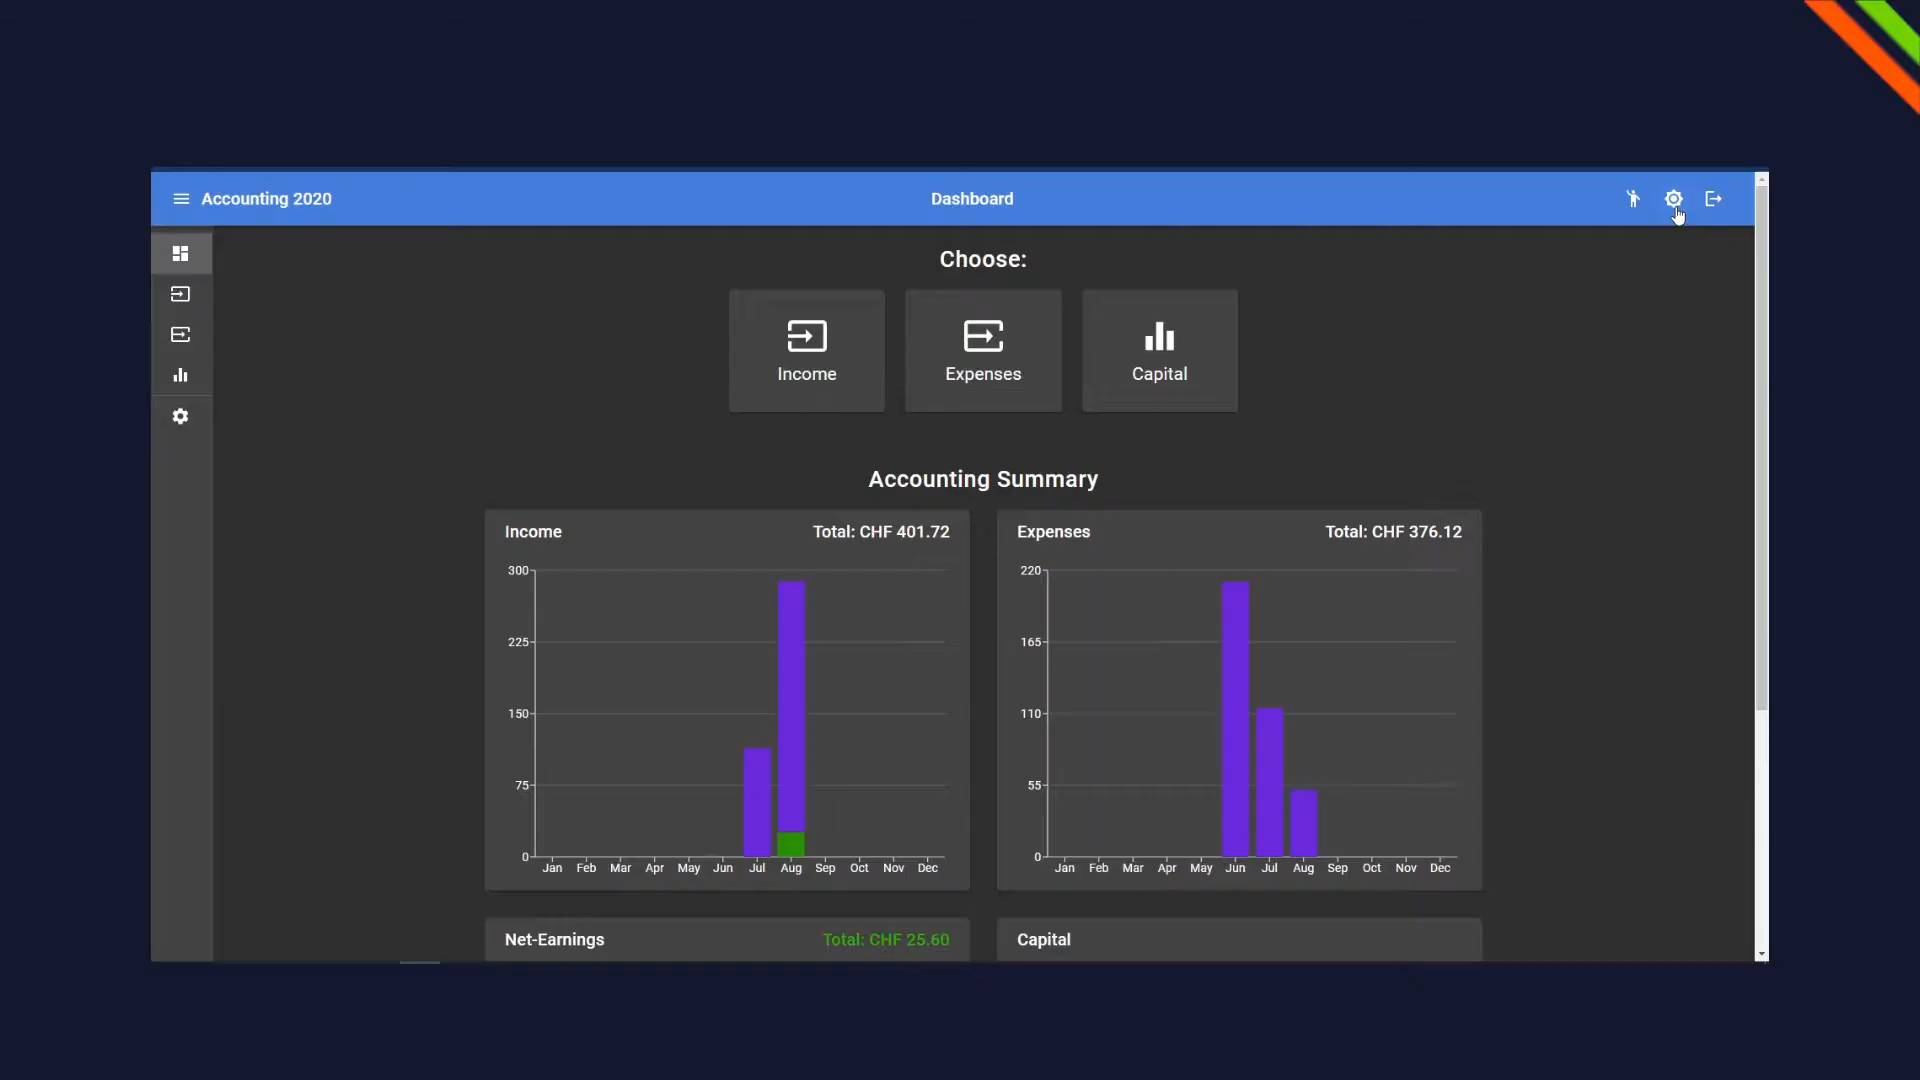 Accounting 2020
Dashboard
Choose:
Income
Expenses
Capital
Accounting Summary
Income
Total: CHF 401.72
300
225
150
75
0
Jan Feb Mar Apr May Jun Jul Aug Sep Oct Nov Dec
Expenses
Total: CHF 376.12
220
165
110
55
0
Jan Feb Mar Apr May Jun Jul Aug Sep Oct Nov Dec
Net-Earnings
Total: CHF 25.60
Capital